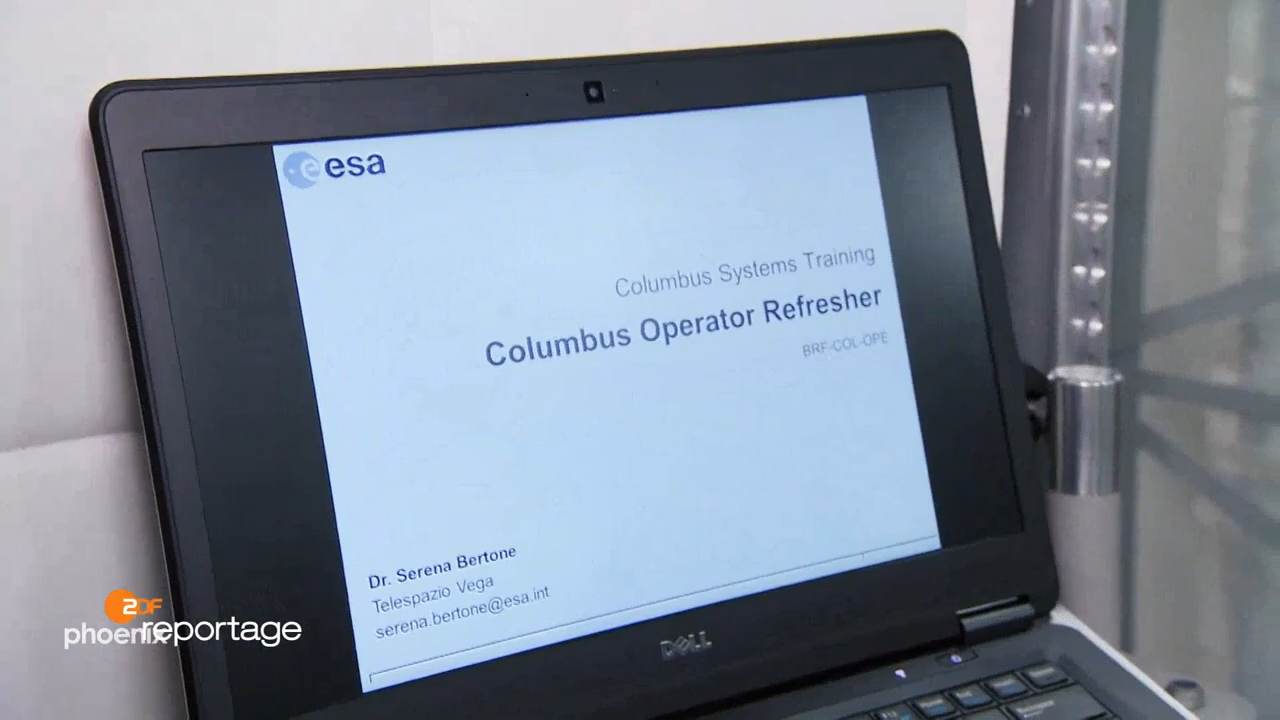 esa
Columbus Systems Training
Columbus Operator Refresher
BRF-COL-OPE
Dr. Serena Bertone
Telespazio Vega
serena.bertone@esa.int
DELL
2DF
phoenix reportage